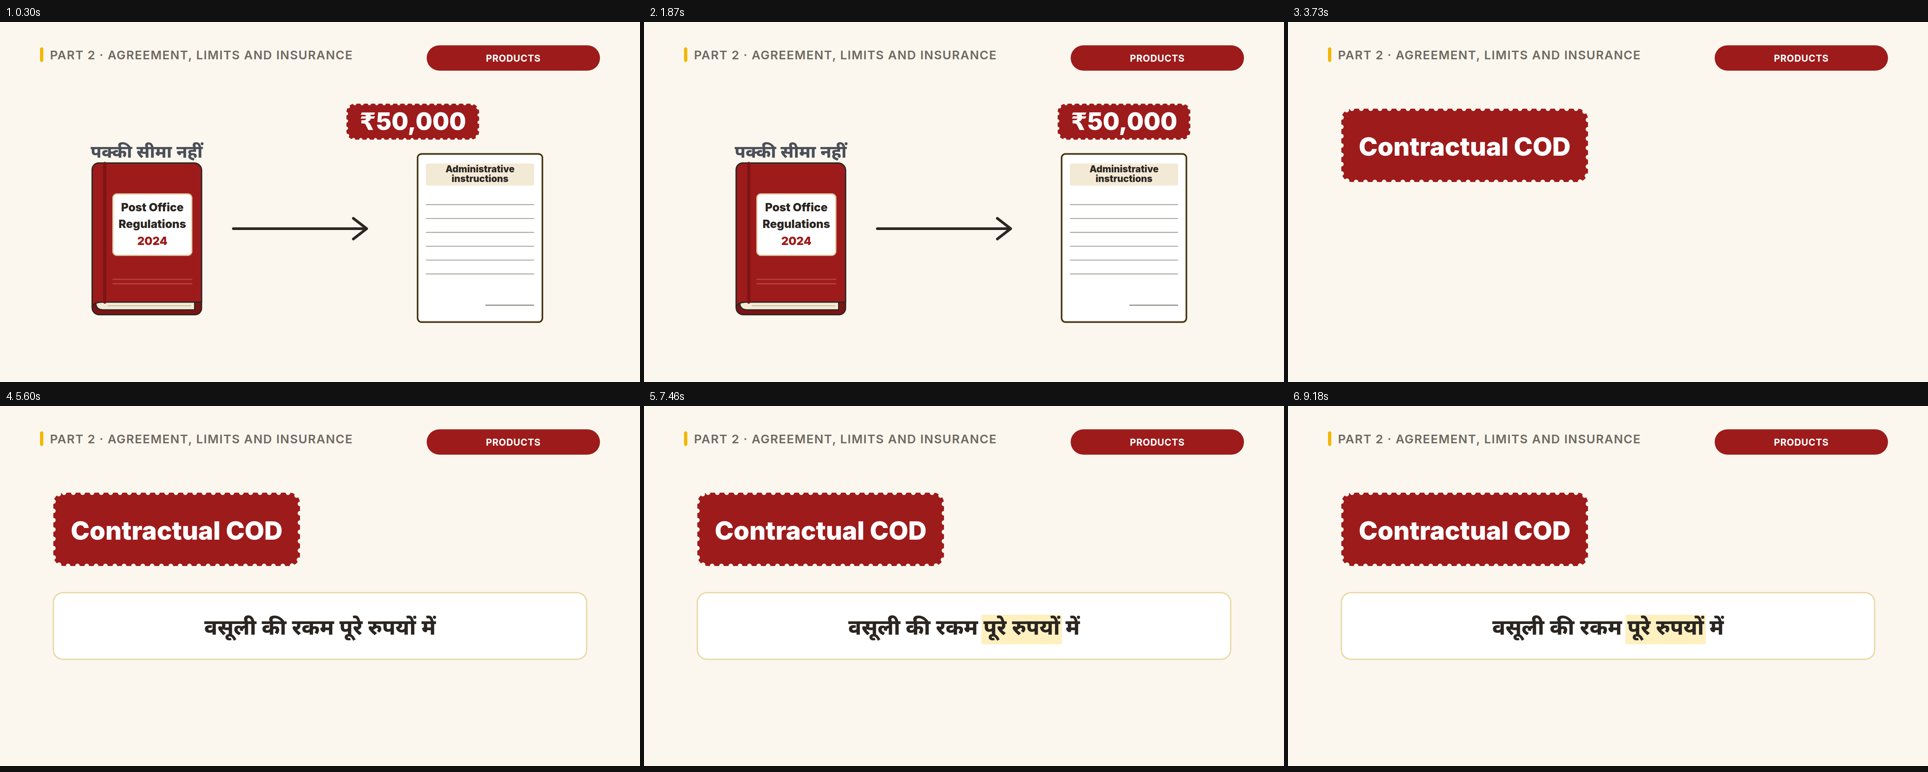 1. 0.30s
PART 2 · AGREEMENT, LIMITS AND INSURANCE
PRODUCTS
₹50,000
पक्की सीमा नहीं
Post Office
Regulations
2024
Administrative
instructions
2. 1.87s
PART 2 · AGREEMENT, LIMITS AND INSURANCE
PRODUCTS
₹50,000
पक्की सीमा नहीं
Post Office
Regulations
2024
Administrative
instructions
3. 3.73s
PART 2 · AGREEMENT, LIMITS AND INSURANCE
PRODUCTS
Contractual COD
4. 5.60s
PART 2 · AGREEMENT, LIMITS AND INSURANCE
PRODUCTS
Contractual COD
वसूली की रकम पूरे रुपयों में
5. 7.46s
PART 2 · AGREEMENT, LIMITS AND INSURANCE
PRODUCTS
Contractual COD
वसूली की रकम पूरे रुपयों में
6. 9.18s
PART 2 · AGREEMENT, LIMITS AND INSURANCE
PRODUCTS
Contractual COD
वसूली की रकम पूरे रुपयों में